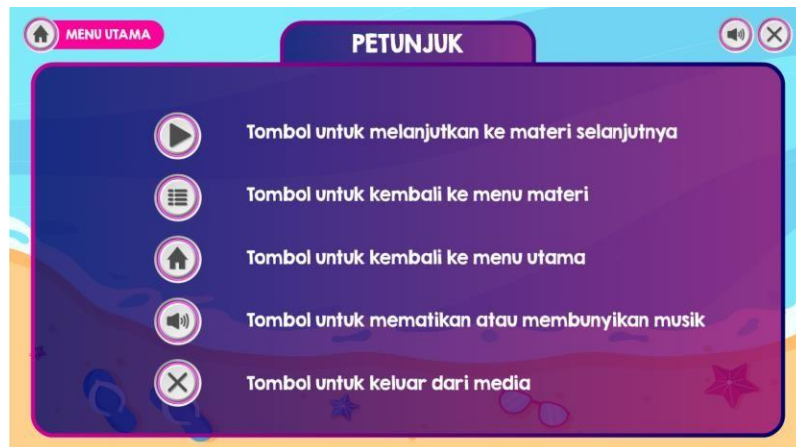 MENU UTAMA
PETUNJUK
Tombol untuk melanjutkan ke materi selanjutnya
Tombol untuk kembali ke menu materi
Tombol untuk kembali ke menu utama
Tombol untuk mematikan atau membunyikan musik
Tombol untuk keluar dari media